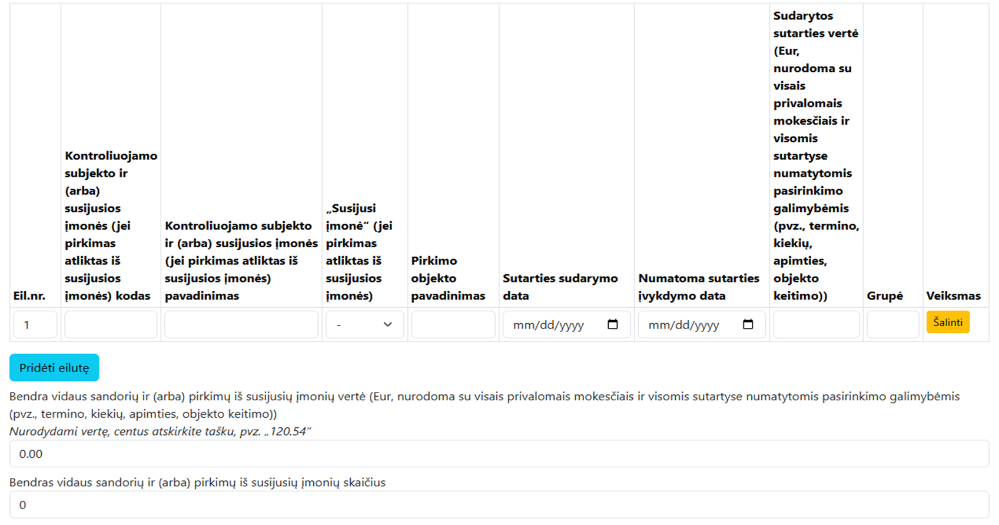 Eil.nr.
Kontroliuojamo
subjekto ir
(arba)
susijusios
įmonės (jei
pirkimas
atliktas iš
susijusios
įmonės) kodas
Kontroliuojamo subjekto
ir (arba) susijusios įmonės
(jei pirkimas atliktas iš
susijusios įmonės)
pavadinimas
„Susijusi
įmonė“ (jei
pirkimas
atliktas iš
susijusios
įmonės)
Pirkimo
objekto
pavadinimas
Sutarties sudarymo
data
Numatoma sutarties
įvykdymo data
Sudarytos
sutarties vertė
(Eur,
nurodoma su
visais
privalomais
mokesčiais ir
visomis
sutartyse
numatytomis
pasirinkimo
galimybėmis
(pvz., termino,
kiekių,
apimties,
objekto
keitimo))
Grupė
Veiksmas
1
-
mm/dd/yyyy
mm/dd/yyyy
Šalinti
Pridėti eilutę
Bendra vidaus sandorių ir (arba) pirkimų iš susijusių įmonių vertė (Eur, nurodoma su visais privalomais mokesčiais ir visomis sutartyse numatytomis pasirinkimo galimybėmis
(pvz., termino, kiekių, apimties, objekto keitimo))
Nurodydami vertę, centus atskirkite tašku, pvz. „120.54“
0.00
Bendras vidaus sandorių ir (arba) pirkimų iš susijusių įmonių skaičius
0